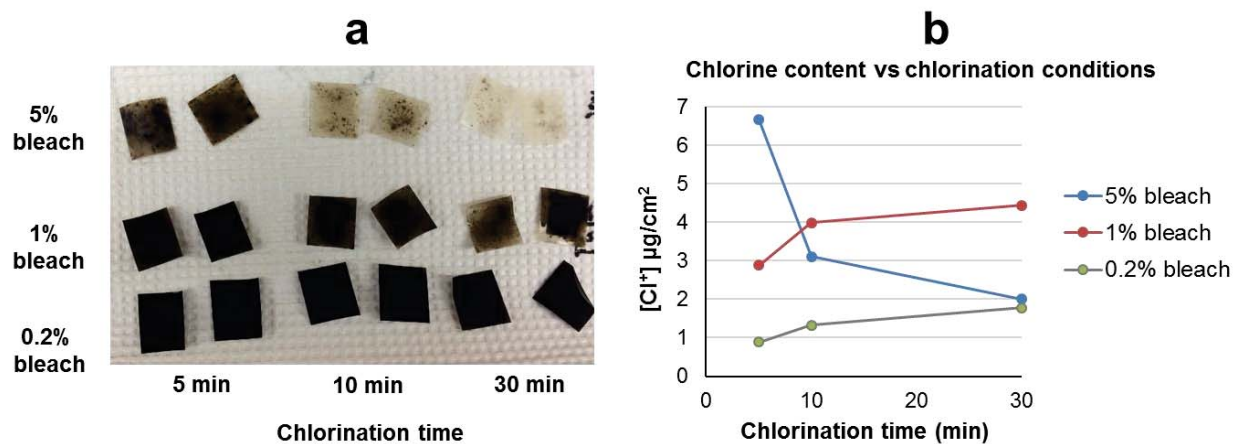 a
5%
bleach
1%
bleach
0.2%
bleach
5 min
10 min
30 min
Chlorination time
b
Chlorine content vs chlorination conditions
[Cl⁺] µg/cm²
7
6
5
4
3
2
1
0
0
10
20
30
Chlorination time (min)
5% bleach
1% bleach
0.2% bleach